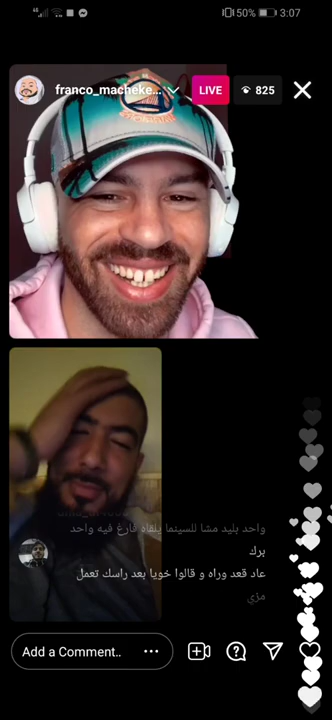 50% 3:07
franco_macheke... LIVE 825
واحد بليد مشا للسينما يلقاه فارغ فيه واحد
برك
عاد قعد وراه و قالوا خويا بعد راسك تعمل
مزي
Add a Comment..